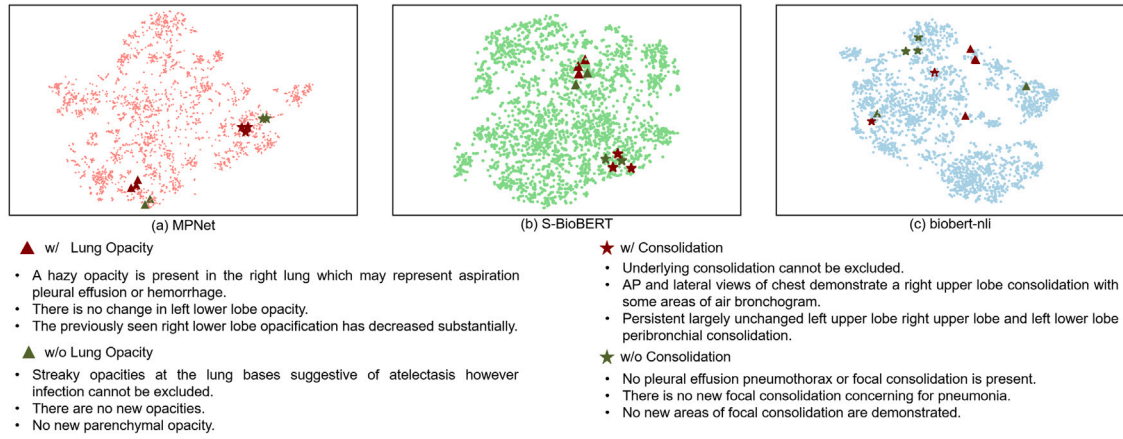 (a) MPNet
(b) S-BioBERT
(c) biobert-nli
w/ Lung Opacity
• A hazy opacity is present in the right lung which may represent aspiration
pleural effusion or hemorrhage.
• There is no change in left lower lobe opacity.
• The previously seen right lower lobe opacification has decreased substantially.
w/o Lung Opacity
• Streaky opacities at the lung bases suggestive of atelectasis however
infection cannot be excluded.
• There are no new opacities.
• No new parenchymal opacity.
w/ Consolidation
• Underlying consolidation cannot be excluded.
• AP and lateral views of chest demonstrate a right upper lobe consolidation with
some areas of air bronchogram.
• Persistent largely unchanged left upper lobe right upper lobe and left lower lobe
peribronchial consolidation.
w/o Consolidation
• No pleural effusion pneumothorax or focal consolidation is present.
• There is no new focal consolidation concerning for pneumonia.
• No new areas of focal consolidation are demonstrated.